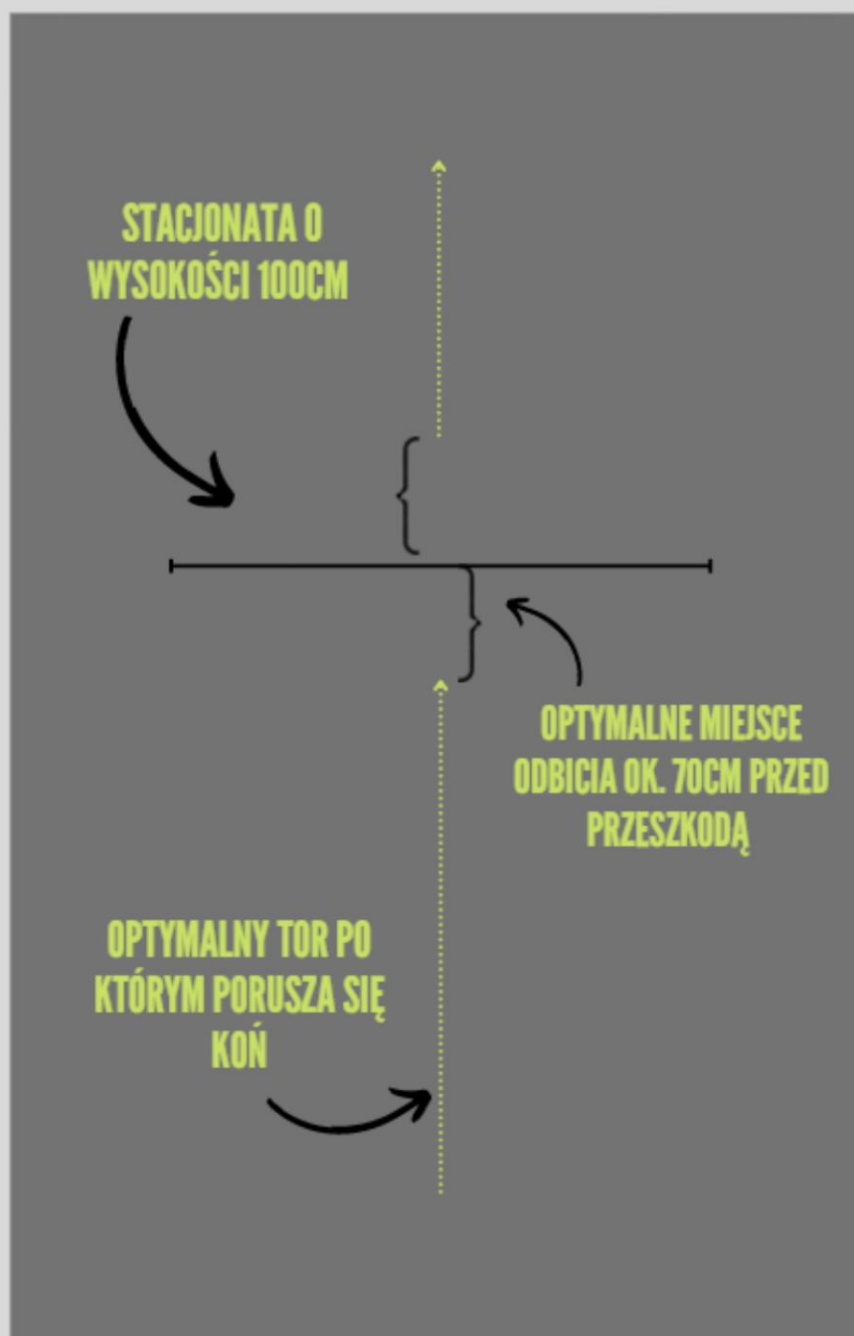 STACJONATA O
WYSOKOŚCI 100CM
OPTYMALNE MIEJSCE
ODBICIA OK. 70CM PRZED
PRZESZKODĄ
OPTYMALNY TOR PO
KTÓRYM PORUSZA SIĘ
KOŃ